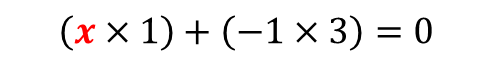 (x × 1) + (−1 × 3) = 0